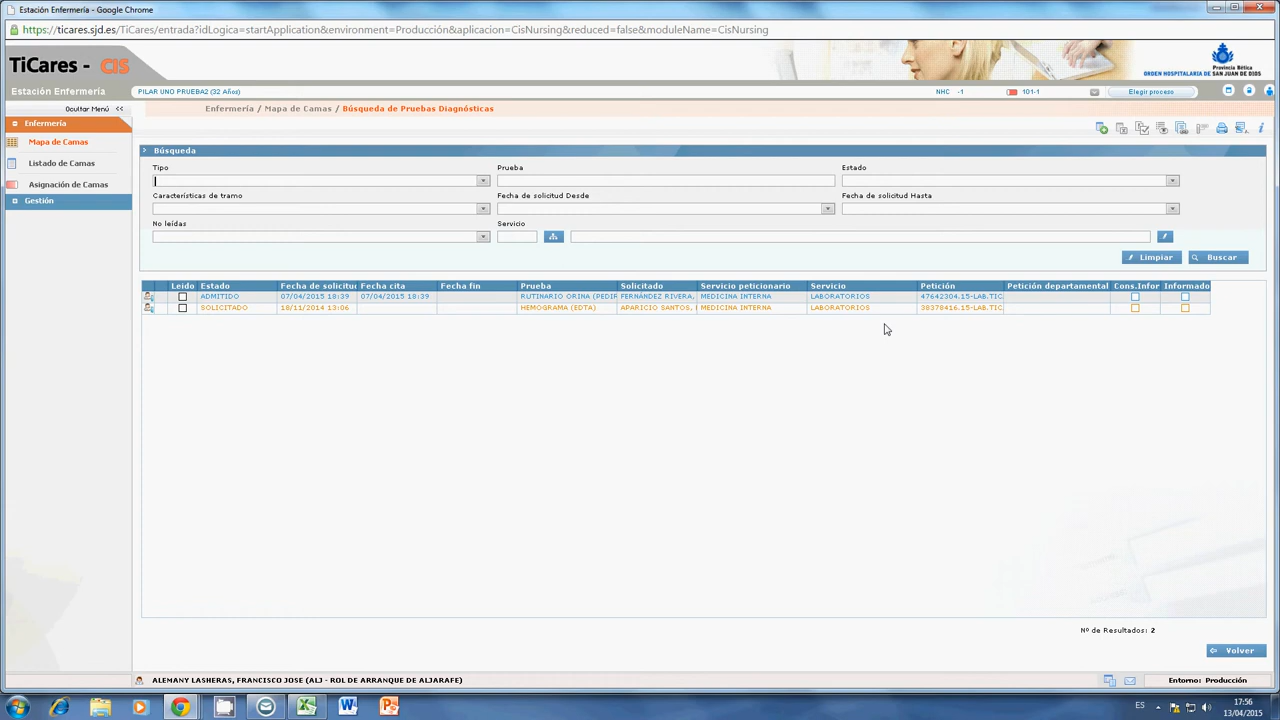 Estación Enfermería - Google Chrome
https://ticares.sjd.es/TiCares/entrada?idLogica=startApplication&environment=Producción&aplicacion=CisNursing&reduced=false&moduleName=CisNursing
TiCares - CIS
Provincia Bética
ORDEN HOSPITALARIA DE SAN JUAN DE DIOS
Estación Enfermería
PILAR UNO PRUEBA2 (32 Años)
NHC -1
101-1
Elegir proceso
Ocultar Menú <<
Enfermería / Mapa de Camas / Búsqueda de Pruebas Diagnósticas
Enfermería
Mapa de Camas
Listado de Camas
Asignación de Camas
Gestión
Búsqueda
Tipo
Prueba
Estado
Características de tramo
Fecha de solicitud Desde
Fecha de solicitud Hasta
No leídas
Servicio
Limpiar
Buscar
Leido Estado Fecha de solicitu Fecha cita Fecha fin Prueba Solicitado Servicio peticionario Servicio Petición Petición departamental Cons.Infor Informado
ADMITIDO 07/04/2015 18:39 07/04/2015 18:39 RUTINARIO ORINA (PEDIR FERNÁNDEZ RIVERA, MEDICINA INTERNA LABORATORIOS 47642304.15-LAB.TIC
SOLICITADO 18/11/2014 13:06 HEMOGRAMA (EDTA) APARICIO SANTOS, MEDICINA INTERNA LABORATORIOS 38378416.15-LAB.TIC
Nº de Resultados: 2
Volver
ALEMANY LASHERAS, FRANCISCO JOSE (ALJ - ROL DE ARRANQUE DE ALJARAFE)
Entorno: Producción
ES
17:56
13/04/2015